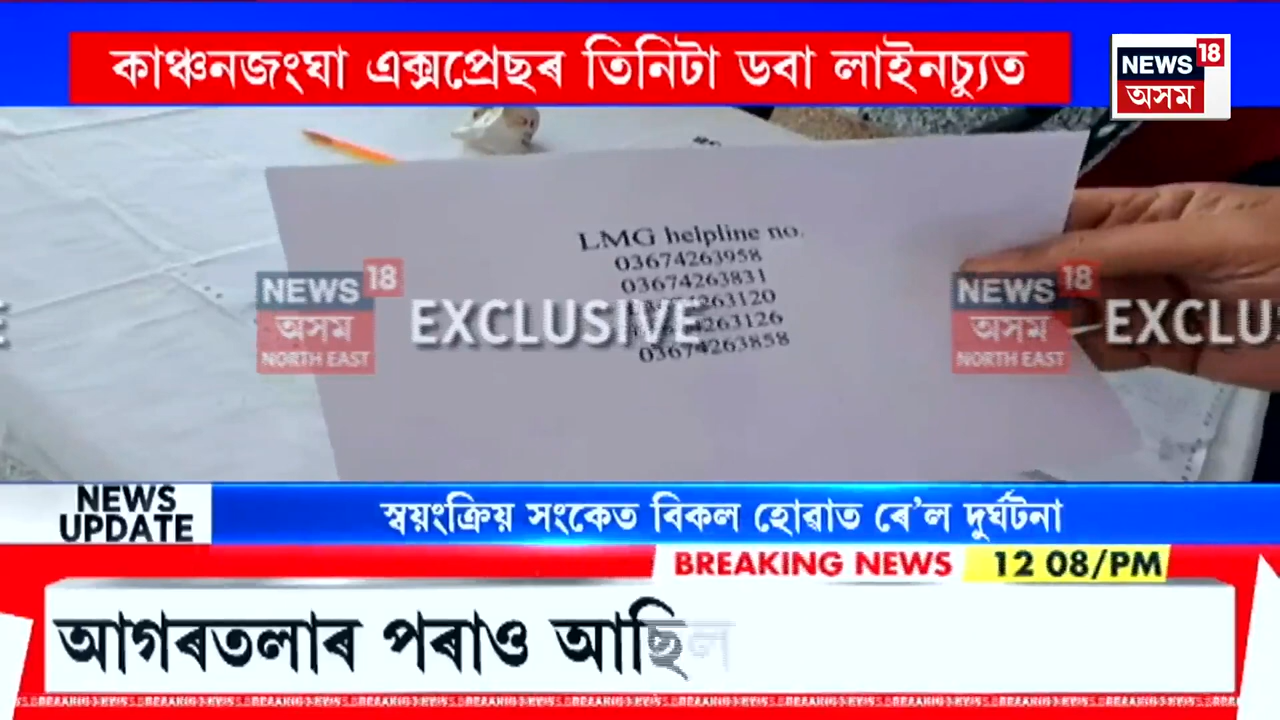 কাঞ্চনজংঘা এক্সপ্ৰেছৰ তিনিটা ডবা লাইনচ্যুত
NEWS 18
অসম
LMG helpline no.
03674263958
03674263831
03674263858
NEWS 18
অসম
NORTH EAST
EXCLUSIVE
NEWS 18
অসম
NORTH EAST
NEWS
UPDATE
স্বয়ংক্ৰিয় সংকেত বিকল হোৱাত ৰে'ল দুৰ্ঘটনা
BREAKING NEWS 12 08/PM
আগৰতলাৰ পৰাও আছিল